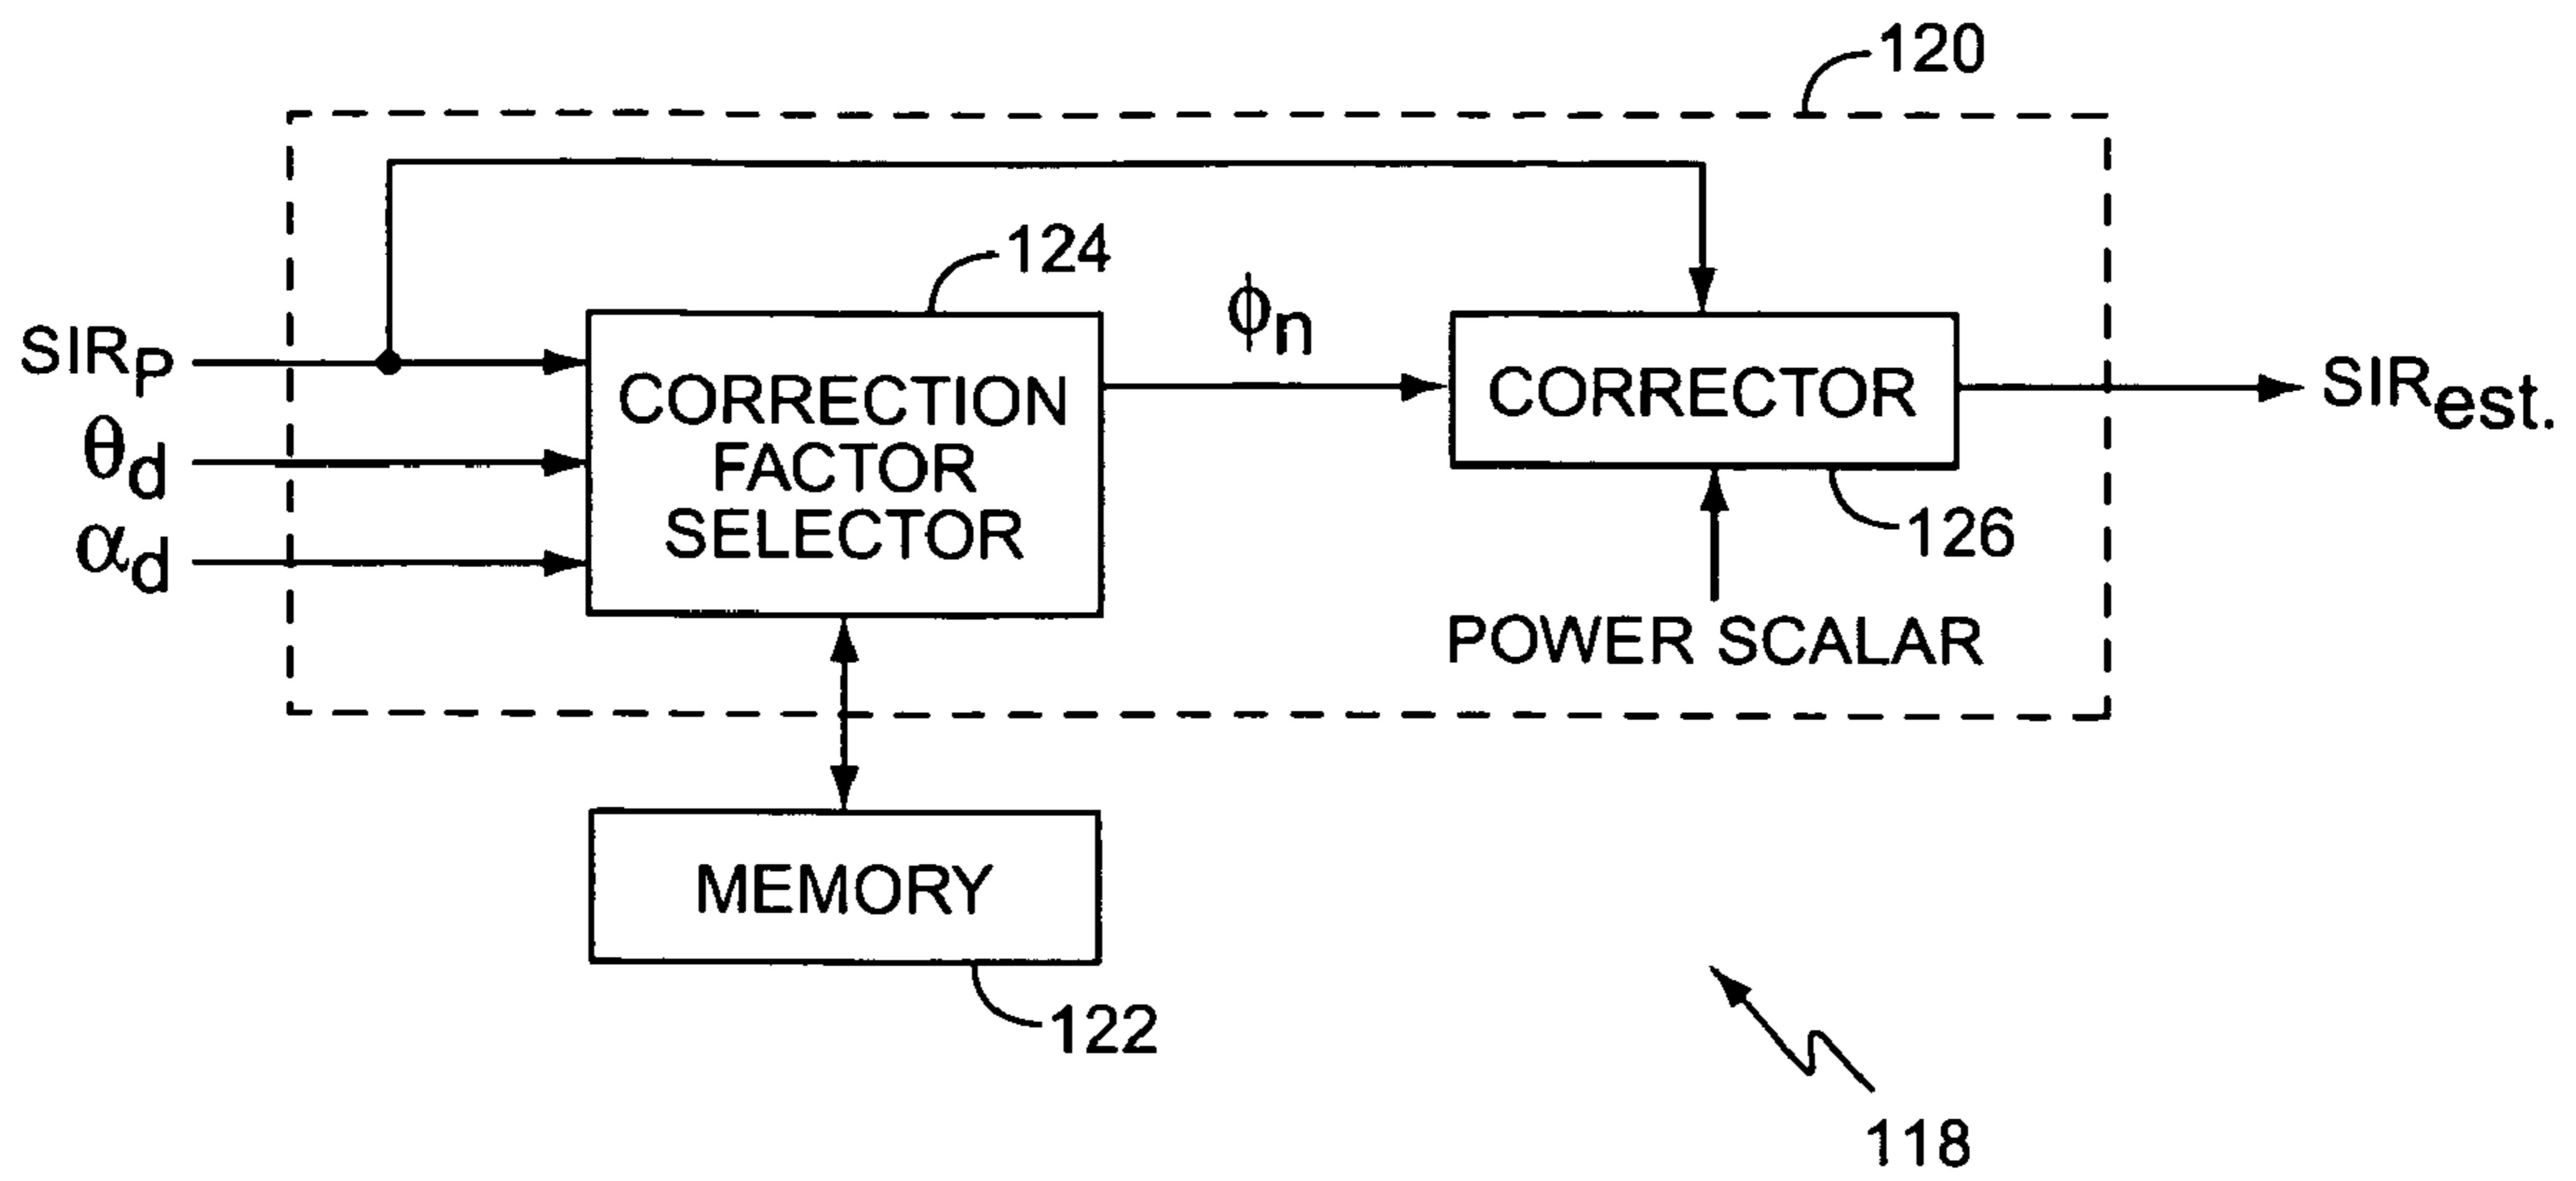 120
124
SIRP
ϕn
CORRECTION
FACTOR
SELECTOR
CORRECTOR
SIRest.
θd
αd
126
POWER SCALAR
MEMORY
122
118